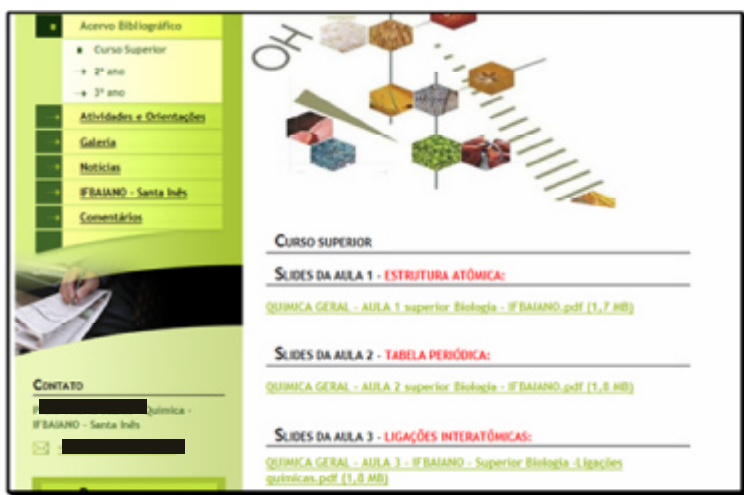 Acervo Bibliográfico
Curso Superior
2º ano
3º ano
Atividades e Orientações
Galeria
Notícias
IFBAIANO - Santa Inês
Comentários
OH
CURSO SUPERIOR
SLIDES DA AULA 1 - ESTRUTURA ATÔMICA:
QUIMICA GERAL - AULA 1 superior Biologia - IFBAIANO.pdf (1,7 MB)
SLIDES DA AULA 2 - TABELA PERIÓDICA:
QUIMICA GERAL - AULA 2 superior Biologia - IFBAIANO.pdf (1,8 MB)
SLIDES DA AULA 3 - LIGAÇÕES INTERATÔMICAS:
QUIMICA GERAL - AULA 3 - IFBAIANO - Superior Biologia -Ligações
quimicas.pdf (1,8 MB)
CONTATO
Química -
IFBAIANO - Santa Inês